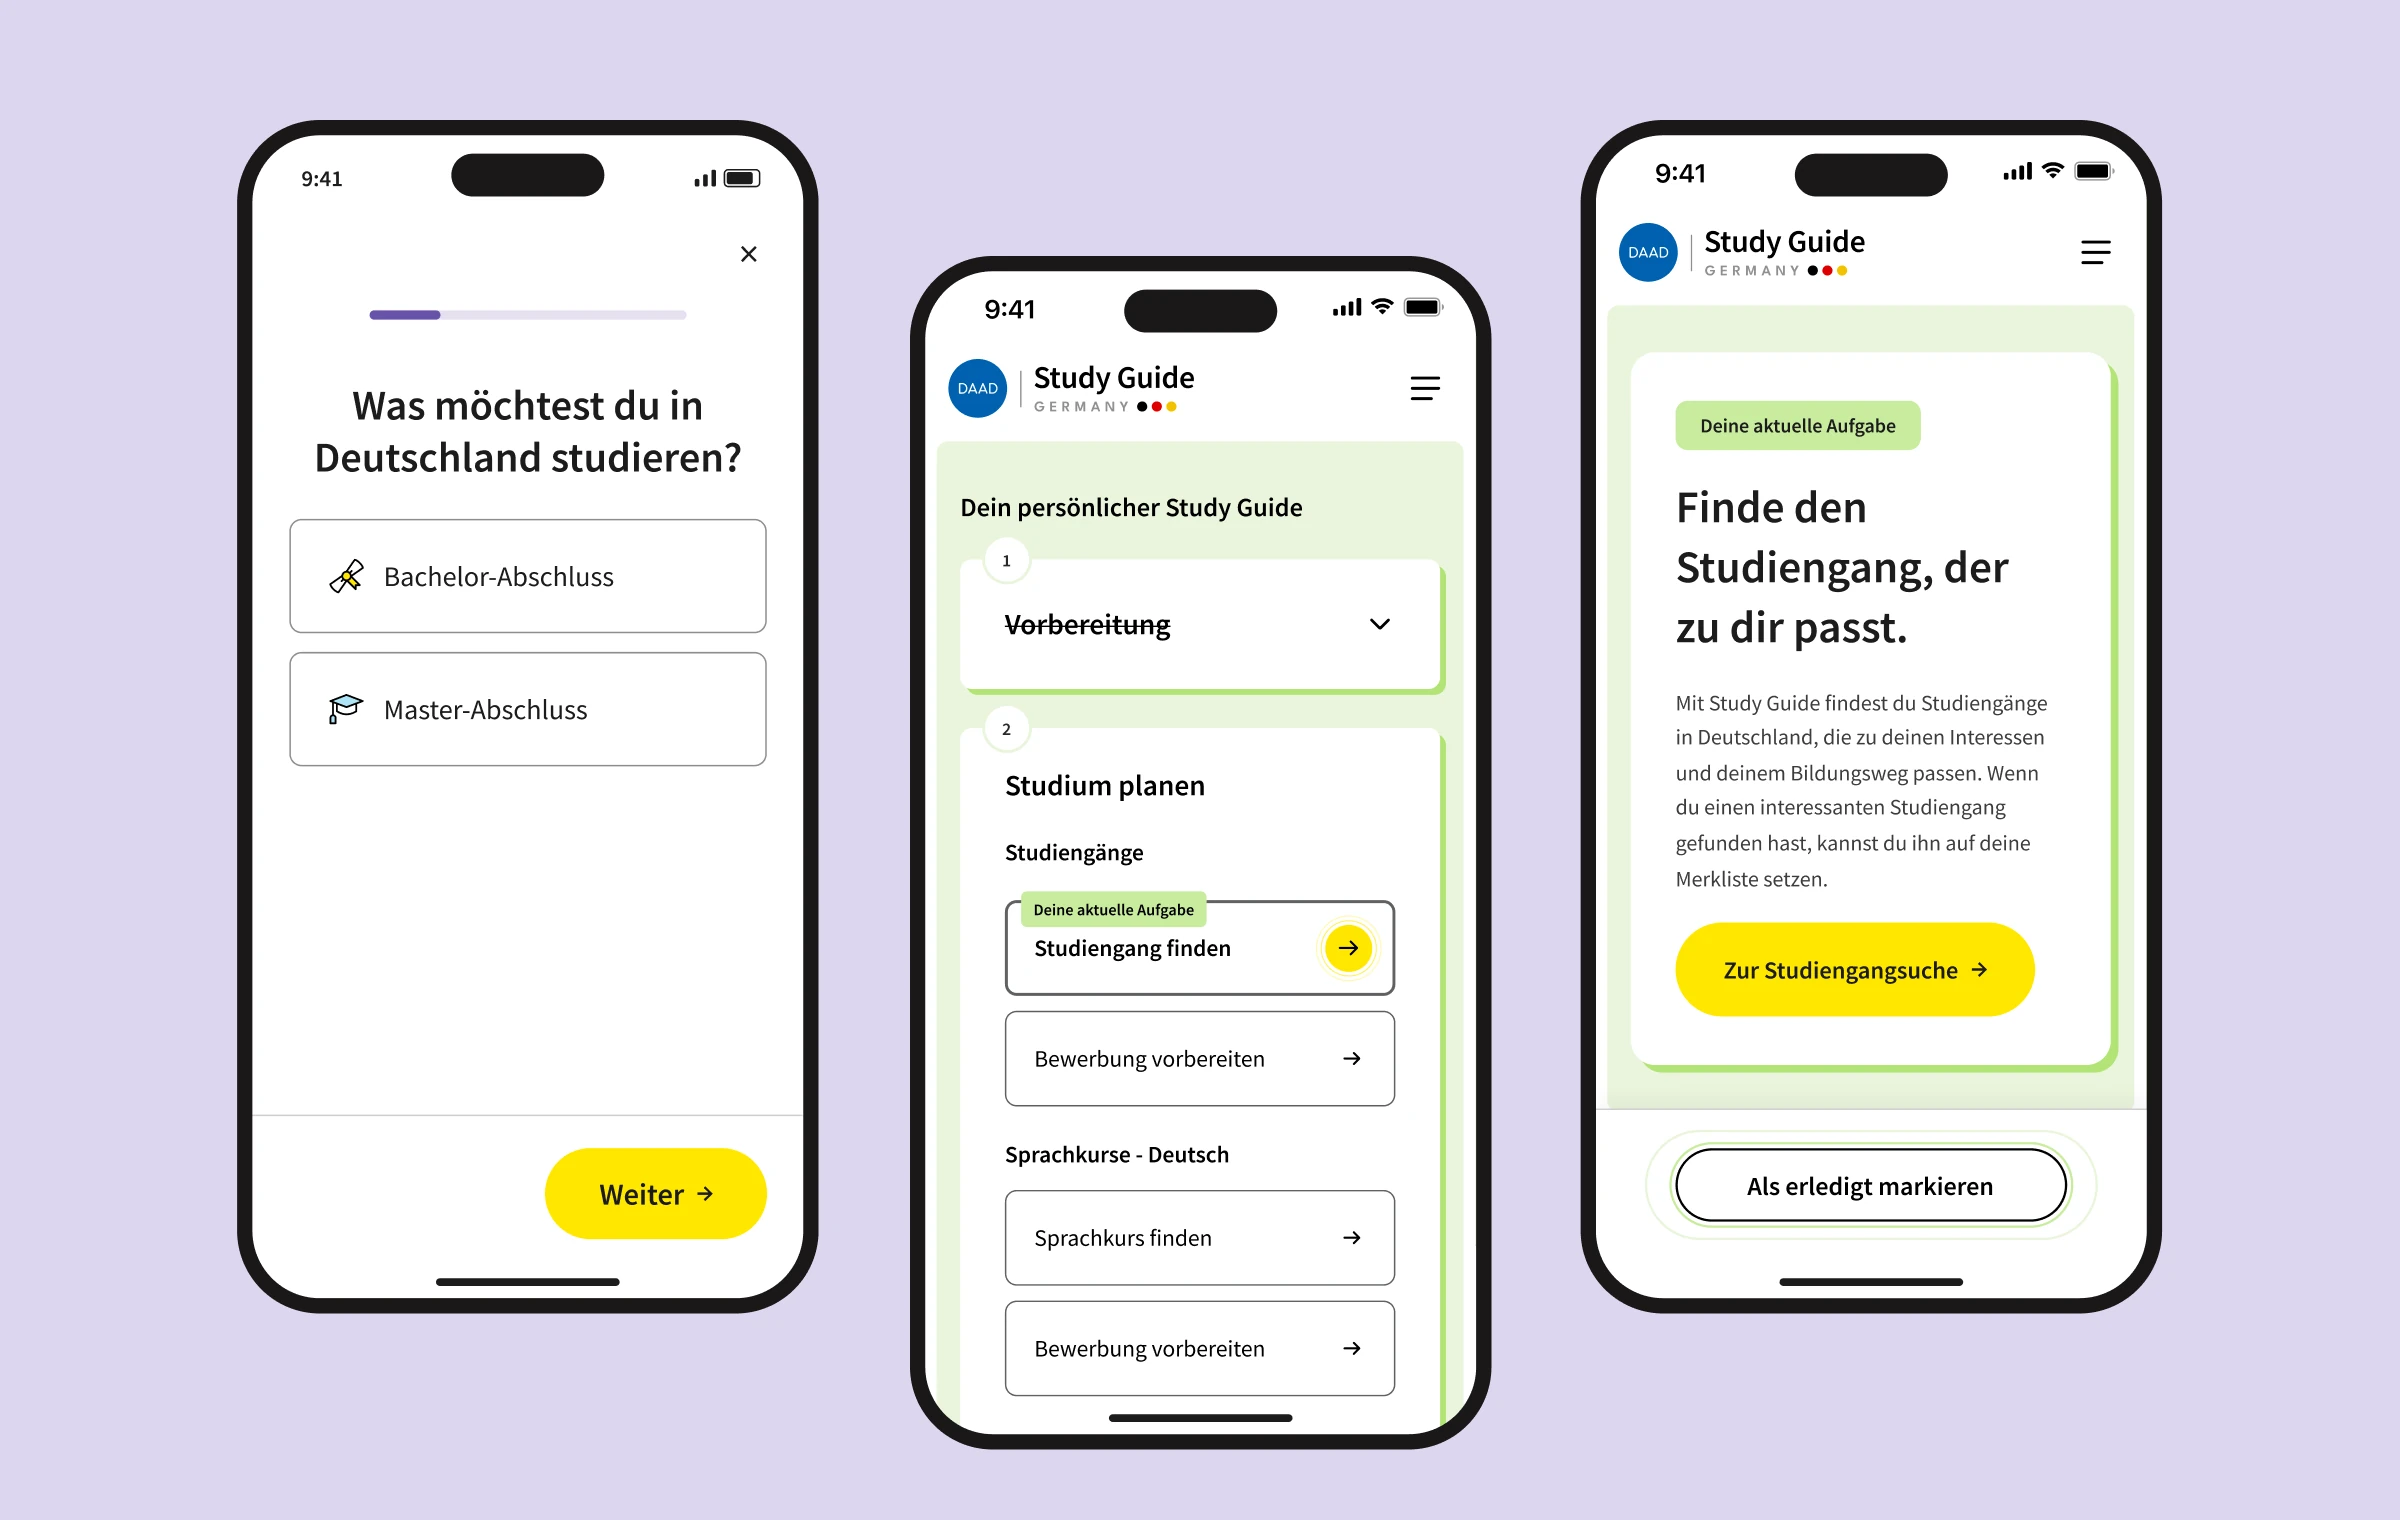 9:41
Was möchtest du in
Deutschland studieren?
Bachelor-Abschluss
Master-Abschluss
Weiter
9:41
DAAD
Study Guide
GERMANY
Dein persönlicher Study Guide
1
Vorbereitung
2
Studium planen
Studiengänge
Deine aktuelle Aufgabe
Studiengang finden
Bewerbung vorbereiten
Sprachkurse - Deutsch
Sprachkurs finden
Bewerbung vorbereiten
9:41
DAAD
Study Guide
GERMANY
Deine aktuelle Aufgabe
Finde den
Studiengang, der
zu dir passt.
Mit Study Guide findest du Studiengänge
in Deutschland, die zu deinen Interessen
und deinem Bildungsweg passen. Wenn
du einen interessanten Studiengang
gefunden hast, kannst du ihn auf deine
Merkliste setzen.
Zur Studiengangsuche
Als erledigt markieren